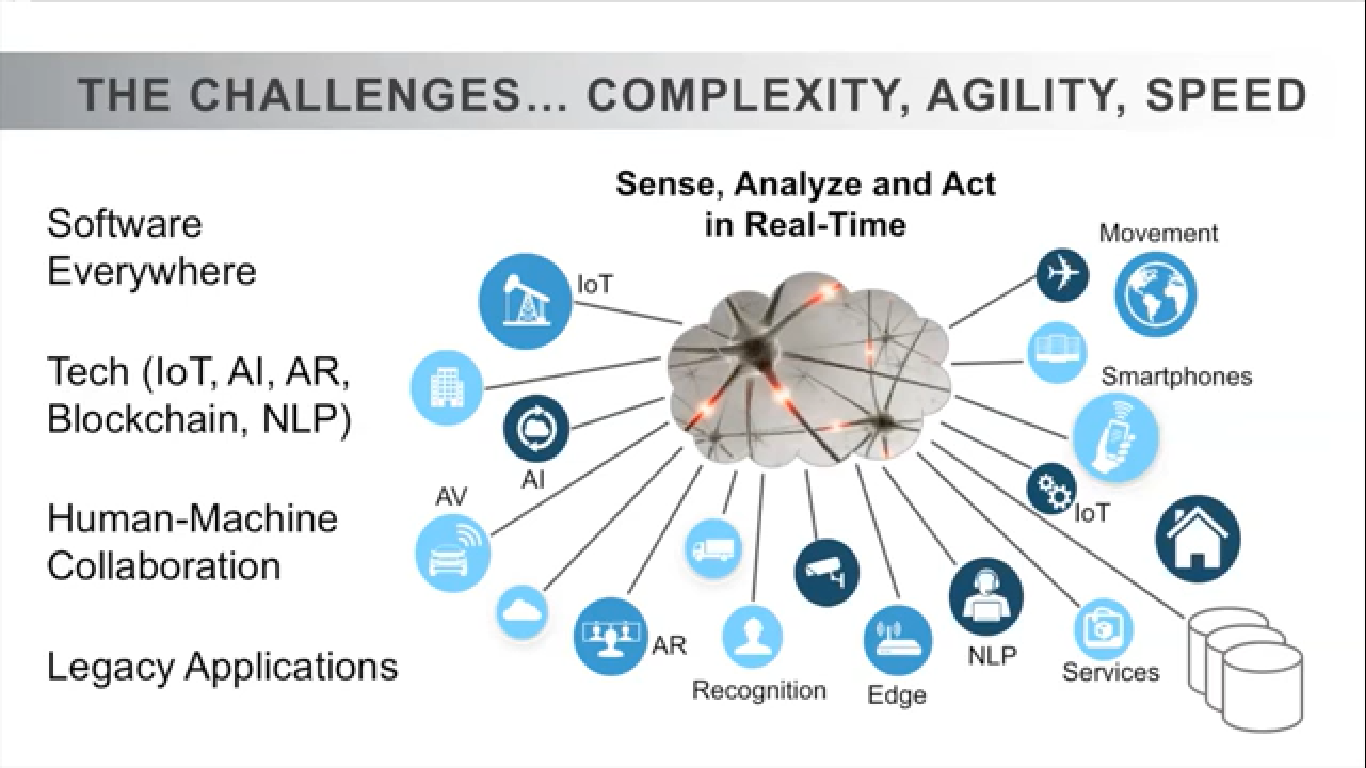 THE CHALLENGES... COMPLEXITY, AGILITY, SPEED
Software
Everywhere
Tech (IoT, AI, AR,
Blockchain, NLP)
Human-Machine
Collaboration
Legacy Applications
Sense, Analyze and Act
in Real-Time
IoT
AI
AV
AR
Recognition
Edge
NLP
Services
IoT
Smartphones
Movement